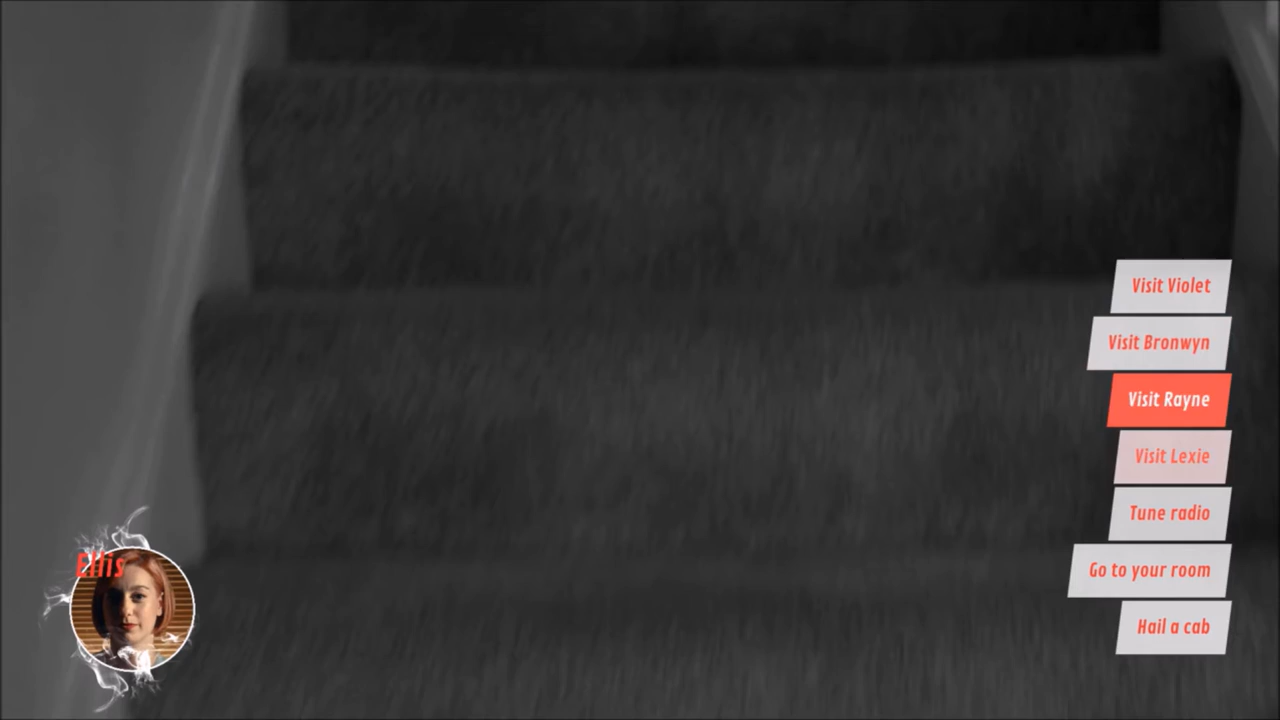 Visit Violet
Visit Bronwyn
Visit Rayne
Visit Lexie
Tune radio
Go to your room
Hail a cab
Ellis